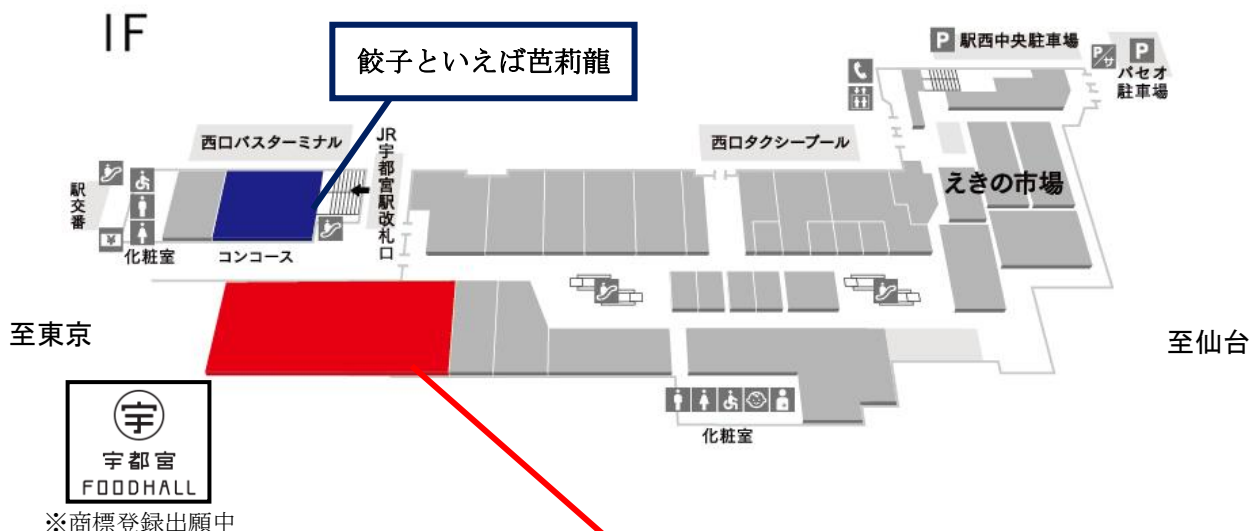 1F
餃子といえば芭莉龍
P 駅西中央駐車場
P/サ
P
パセオ
駐車場
西口バスターミナル
JR宇都宮駅改札口
西口タクシープール
駅交番
えきの市場
¥
化粧室
コンコース
至東京
至仙台
化粧室
宇
宇都宮
FOODHALL
※商標登録出願中